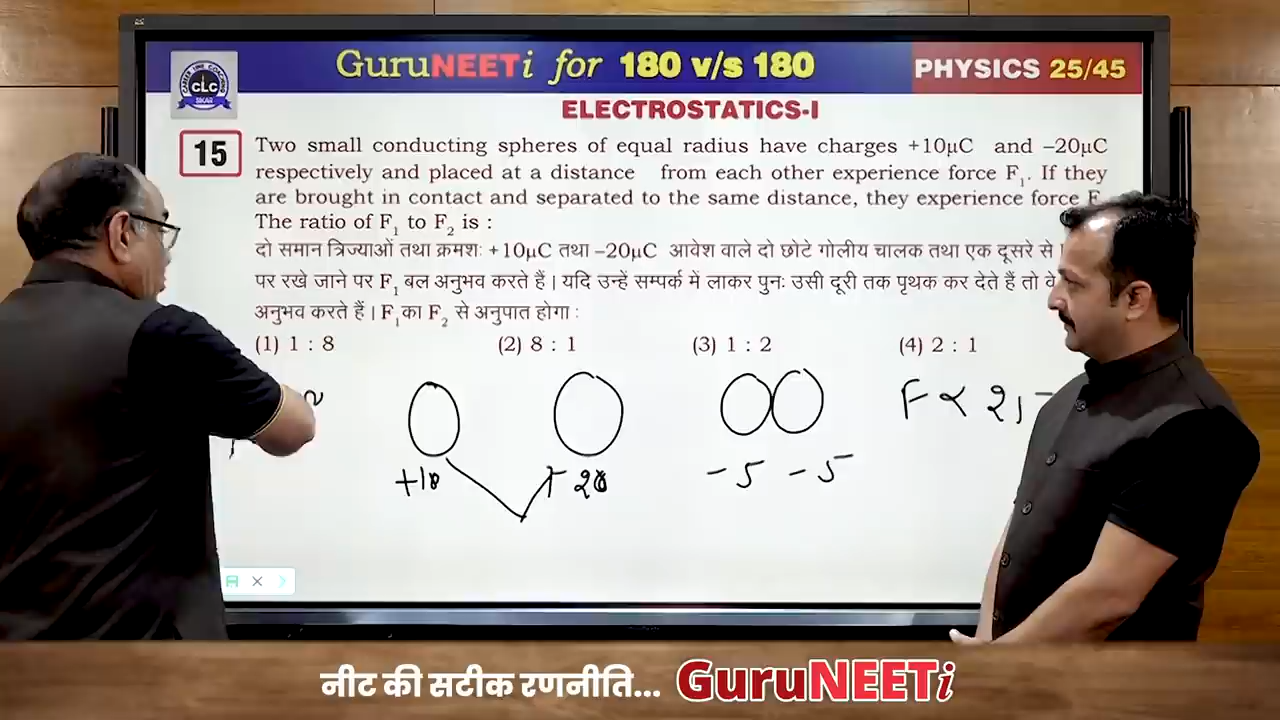 GuruNEETi for 180 v/s 180
PHYSICS 25/45
CLC
SIKAR
ELECTROSTATICS-I
15
Two small conducting spheres of equal radius have charges +10μC and –20μC
respectively and placed at a distance from each other experience force F₁. If they
are brought in contact and separated to the same distance, they experience force F
The ratio of F₁ to F₂ is :
दो समान त्रिज्याओं तथा क्रमशः +10μC तथा –20μC आवेश वाले दो छोटे गोलीय चालक तथा एक दूसरे से
पर रखे जाने पर F₁ बल अनुभव करते हैं। यदि उन्हें सम्पर्क में लाकर पुनः उसी दूरी तक पृथक कर देते हैं तो वे
अनुभव करते हैं। F₁का F₂ से अनुपात होगा :
(1) 1 : 8 (2) 8 : 1 (3) 1 : 2 (4) 2 : 1
+10 -20 -5 -5
नीट की सटीक रणनीति... GuruNEETi